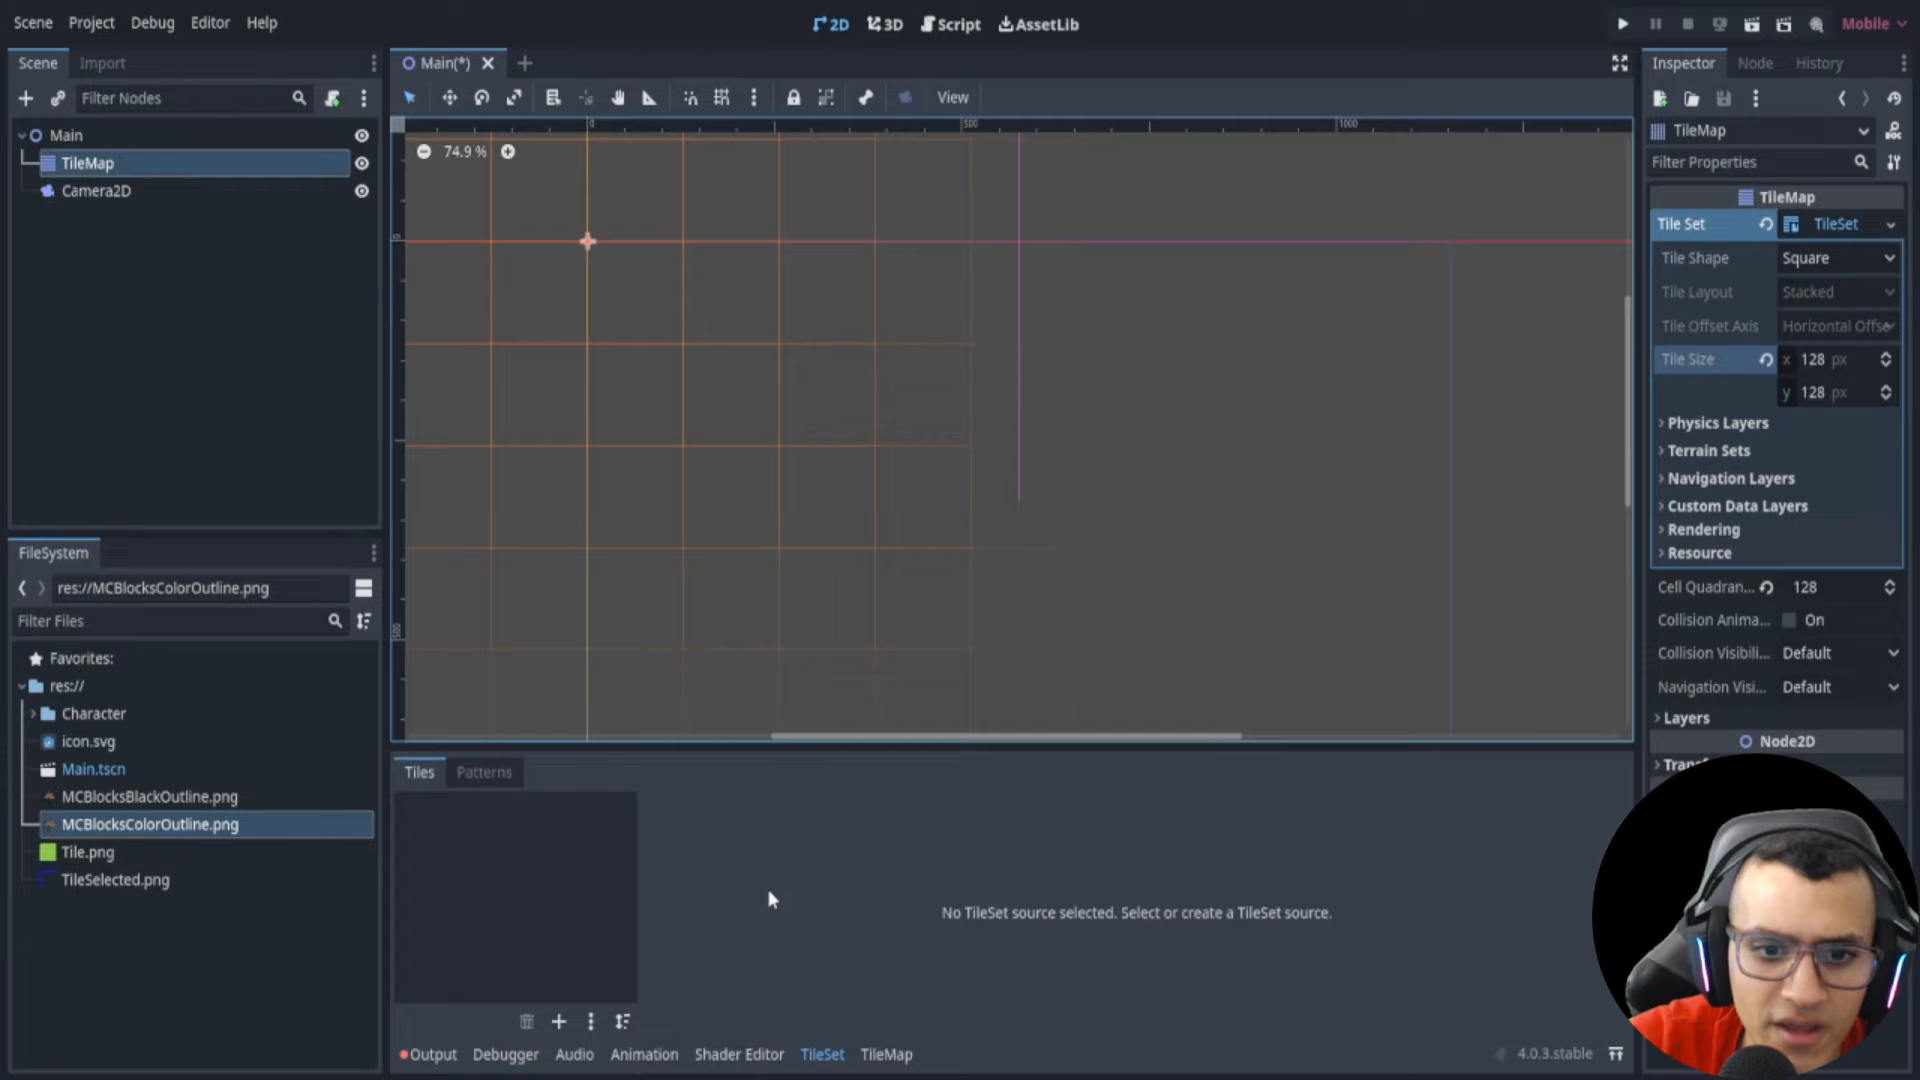 Scene Project Debug Editor Help
2D 3D Script AssetLib
Mobile
Scene Import
Filter Nodes
Main
TileMap
Camera2D
FileSystem
res://MCBlocksColorOutline.png
Filter Files
Favorites:
res://
Character
icon.svg
Main.tscn
MCBlocksBlackOutline.png
MCBlocksColorOutline.png
Tile.png
TileSelected.png
Main(*)
View
0 500 1000
74.9 %
0
500
Tiles Patterns
No TileSet source selected. Select or create a TileSet source.
Output Debugger Audio Animation Shader Editor TileSet TileMap
4.0.3.stable
Inspector Node History
TileMap
Filter Properties
TileMap
Tile Set TileSet
Tile Shape Square
Tile Layout Stacked
Tile Offset Axis Horizontal Offse
Tile Size x 128 px
y 128 px
Physics Layers
Terrain Sets
Navigation Layers
Custom Data Layers
Rendering
Resource
Cell Quadran... 128
Collision Anima... On
Collision Visibili... Default
Navigation Visi... Default
Layers
Node2D